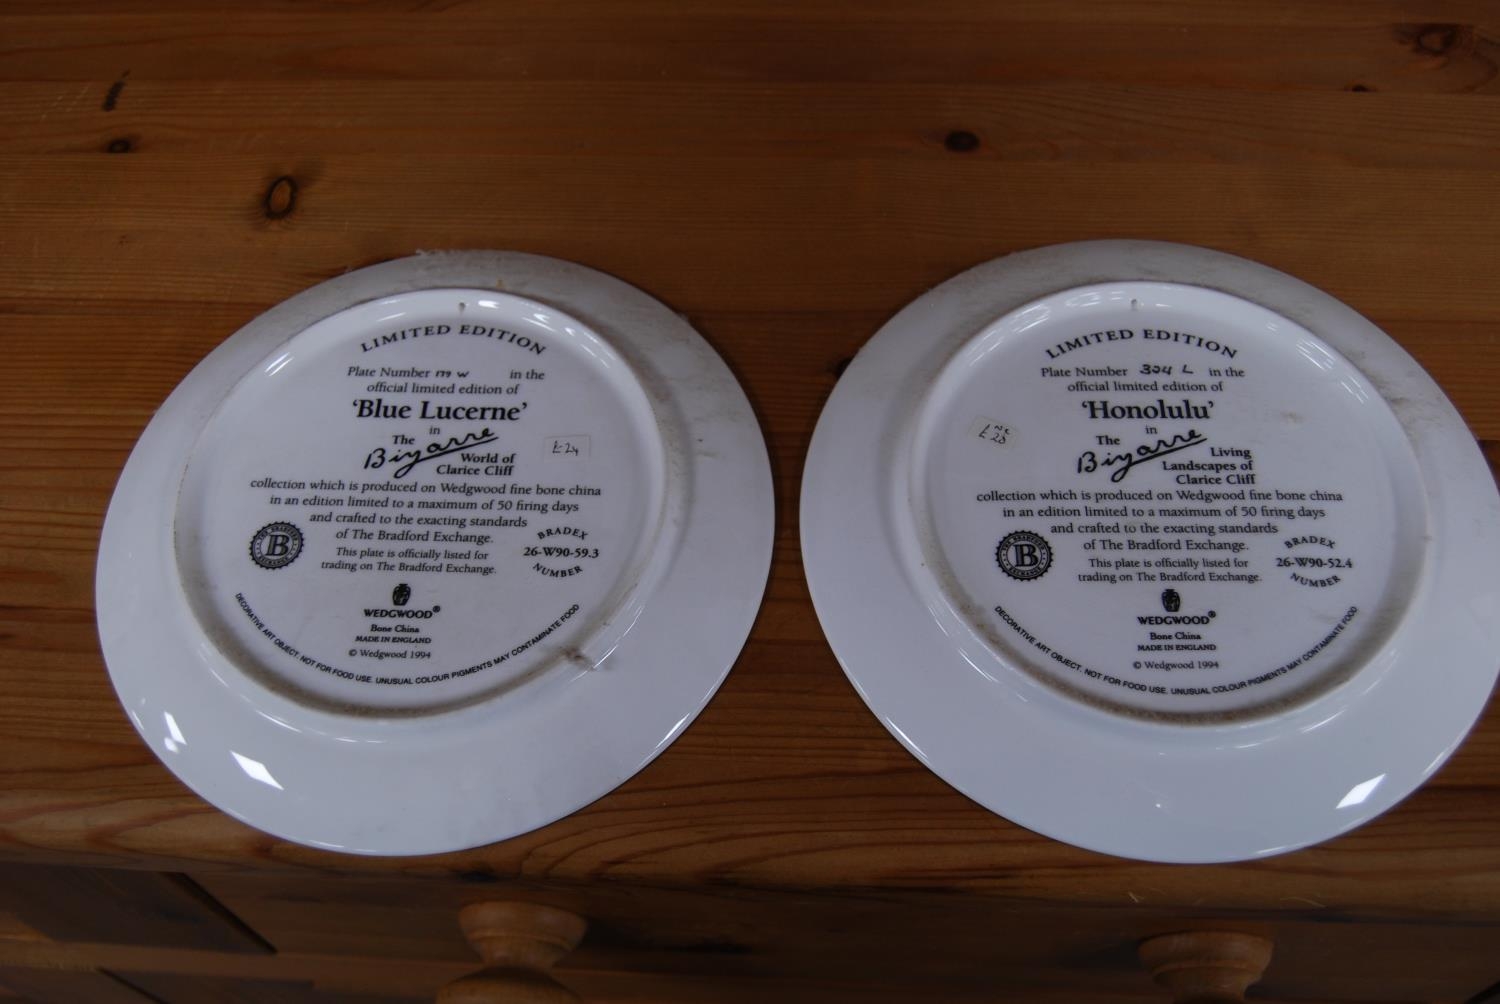 LIMITED EDITION
Plate Number 179 W in the
official limited edition of
'Blue Lucerne'
in
The
Bizarre
World of
Clarice Cliff
£24
collection which is produced on Wedgwood fine bone china
in an edition limited to a maximum of 50 firing days
and crafted to the exacting standards
of The Bradford Exchange.
This plate is officially listed for
trading on The Bradford Exchange.
THE BRADFORD
B
EXCHANGE
BRADEX
26-W90-59.3
NUMBER
WEDGWOOD®
Bone China
MADE IN ENGLAND
© Wedgwood 1994
DECORATIVE ART OBJECT. NOT FOR FOOD USE. UNUSUAL COLOUR PIGMENTS MAY CONTAMINATE FOOD
LIMITED EDITION
Plate Number 304 L in the
official limited edition of
'Honolulu'
in
The
Bizarre
Living
Landscapes of
Clarice Cliff
collection which is produced on Wedgwood fine bone china
in an edition limited to a maximum of 50 firing days
and crafted to the exacting standards
of The Bradford Exchange.
This plate is officially listed for
trading on The Bradford Exchange.
THE BRADFORD
B
EXCHANGE
BRADEX
26-W90-52.4
NUMBER
WEDGWOOD®
Bone China
MADE IN ENGLAND
© Wedgwood 1994
DECORATIVE ART OBJECT. NOT FOR FOOD USE. UNUSUAL COLOUR PIGMENTS MAY CONTAMINATE FOOD